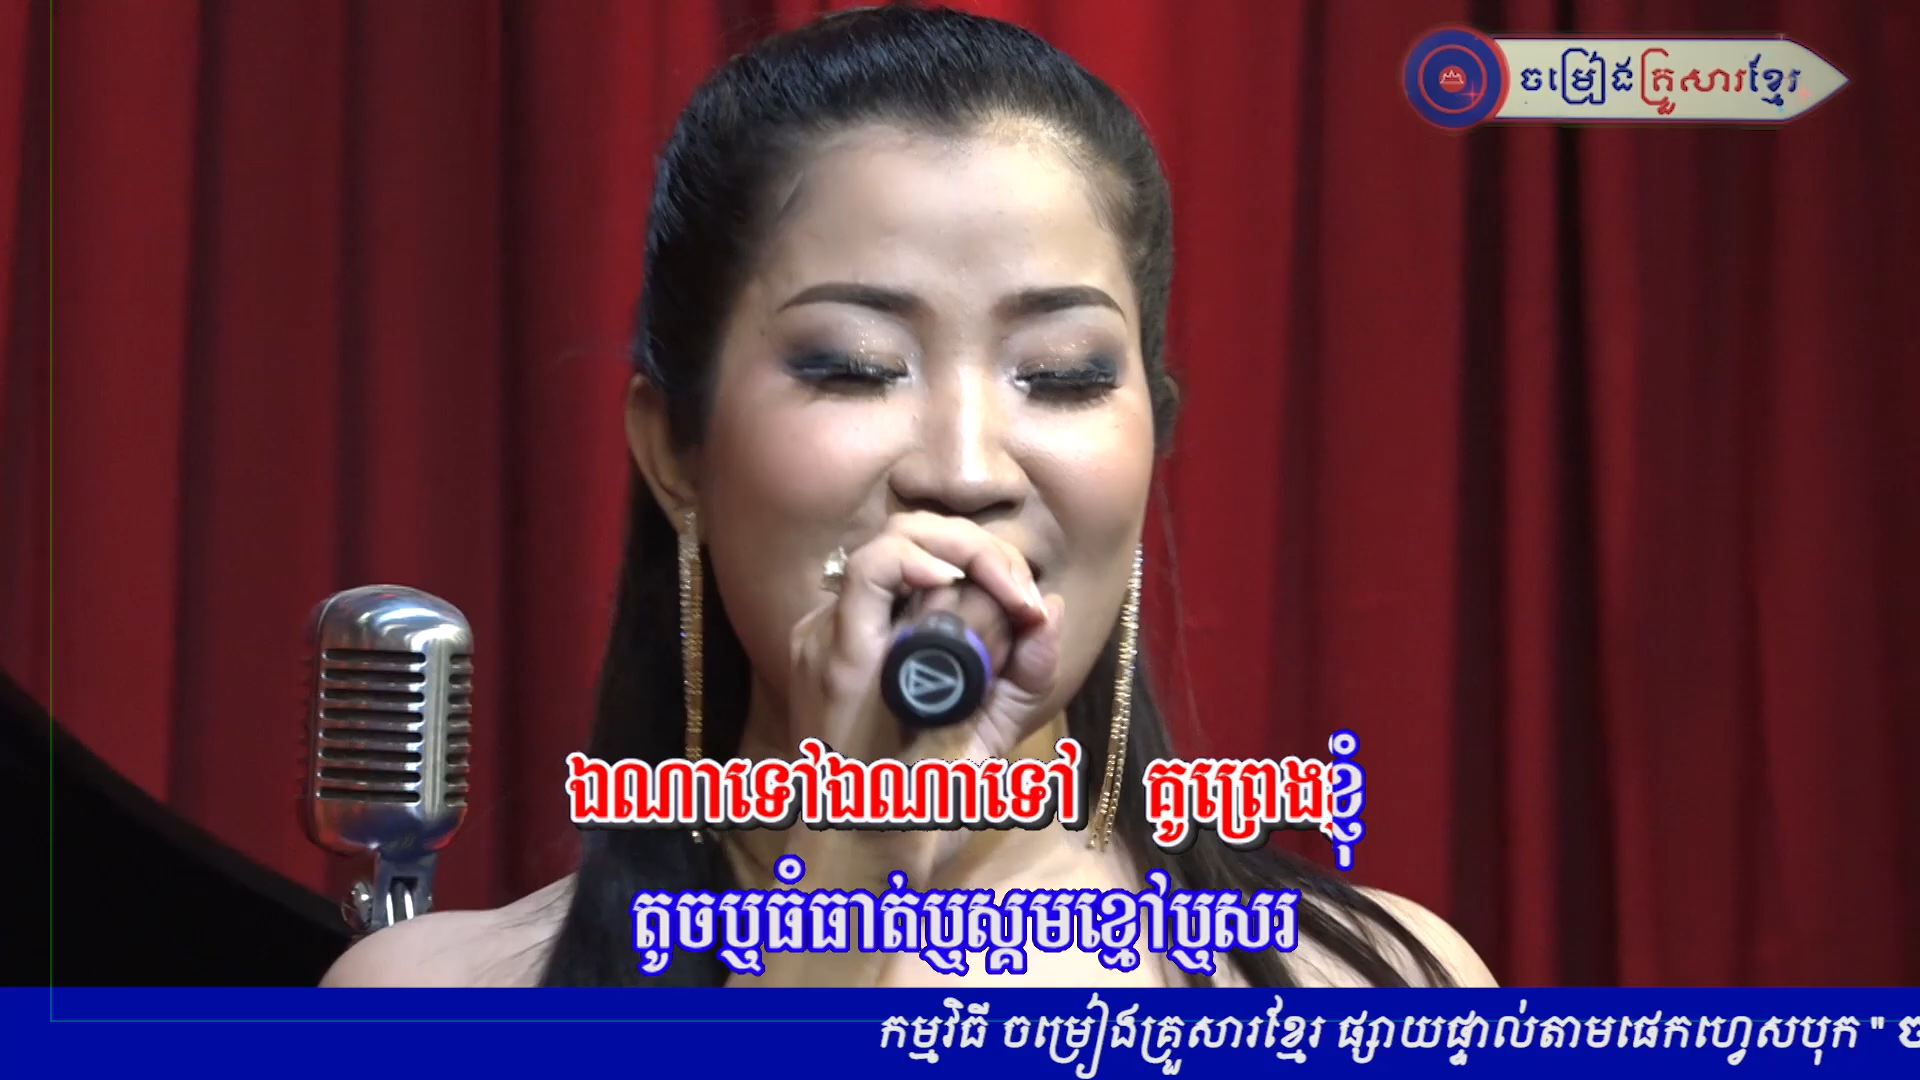 ចម្រៀងគ្រួសារខ្មែរ
ឯណាទៅឯណាទៅ គូព្រេងខ្ញុំ
តូចឬធំធាត់ឬស្គមខ្មៅឬសរ
កម្មវិធី ចម្រៀងគ្រួសារខ្មែរ ផ្សាយផ្ទាល់តាមផេកហ្វេសបុក " ច